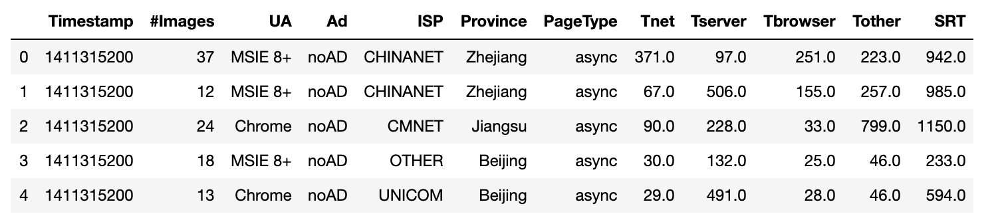 Timestamp #Images UA Ad ISP Province PageType Tnet Tserver Tbrowser Tother SRT
0 1411315200 37 MSIE 8+ noAD CHINANET Zhejiang async 371.0 97.0 251.0 223.0 942.0
1 1411315200 12 MSIE 8+ noAD CHINANET Zhejiang async 67.0 506.0 155.0 257.0 985.0
2 1411315200 24 Chrome noAD CMNET Jiangsu async 90.0 228.0 33.0 799.0 1150.0
3 1411315200 18 MSIE 8+ noAD OTHER Beijing async 30.0 132.0 25.0 46.0 233.0
4 1411315200 13 Chrome noAD UNICOM Beijing async 29.0 491.0 28.0 46.0 594.0